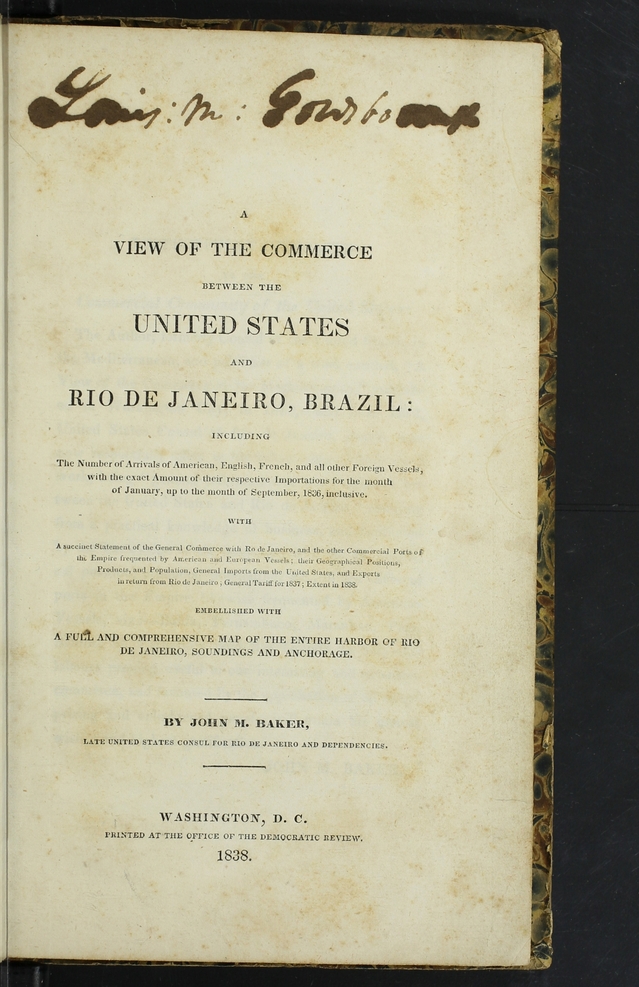 Louis: M: Goldsborough
A
VIEW OF THE COMMERCE
BETWEEN THE
UNITED STATES
AND
RIO DE JANEIRO, BRAZIL:
INCLUDING
The Number of Arrivals of American, English, French, and all other Foreign Vessels,
with the exact Amount of their respective Importations for the month
of January, up to the month of September, 1836, inclusive.
WITH
A succinct Statement of the General Commerce with Rio de Janeiro, and the other Commercial Ports of
the Empire frequented by American and European Vessels; their Geographical Positions,
Products, and Population, General Imports from the United States, and Exports
in return from Rio de Janeiro; General Tariff for 1837; Extent in 1838.
EMBELLISHED WITH
A FULL AND COMPREHENSIVE MAP OF THE ENTIRE HARBOR OF RIO
DE JANEIRO, SOUNDINGS AND ANCHORAGE.
BY JOHN M. BAKER,
LATE UNITED STATES CONSUL FOR RIO DE JANEIRO AND DEPENDENCIES.
WASHINGTON, D. C.
PRINTED AT THE OFFICE OF THE DEMOCRATIC REVIEW.
1838.